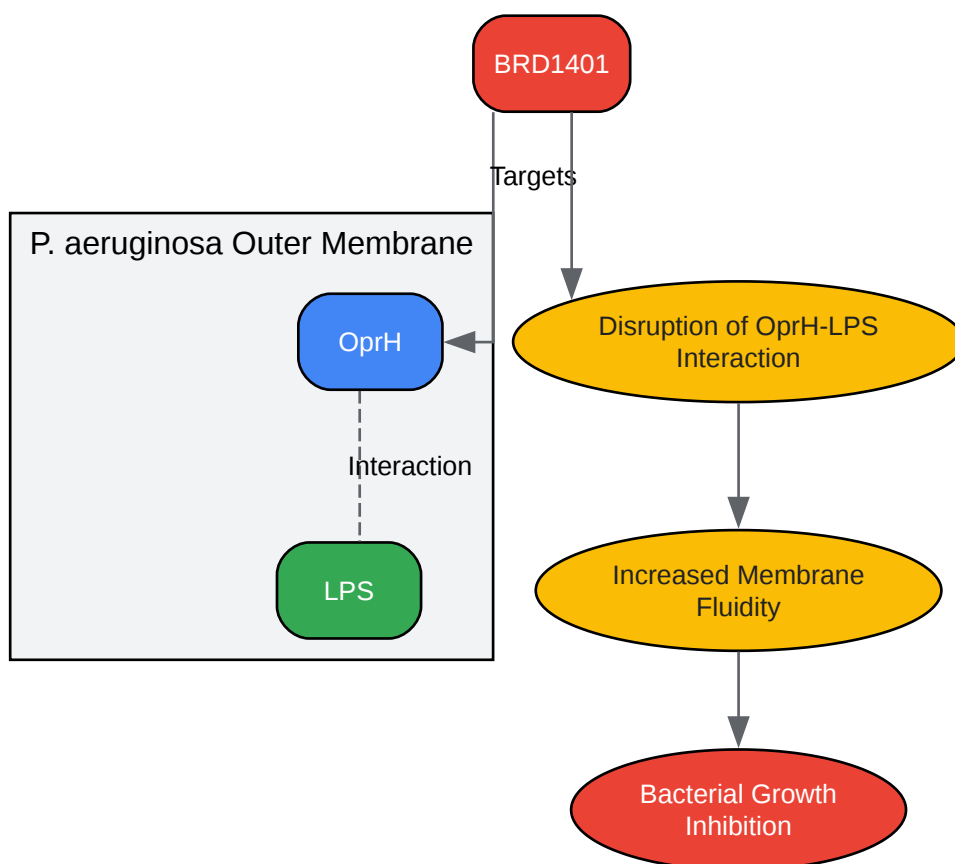 BRD1401
Targets
P. aeruginosa Outer Membrane
OprH
Disruption of OprH-LPS
Interaction
Interaction
LPS
Increased Membrane
Fluidity
Bacterial Growth
Inhibition